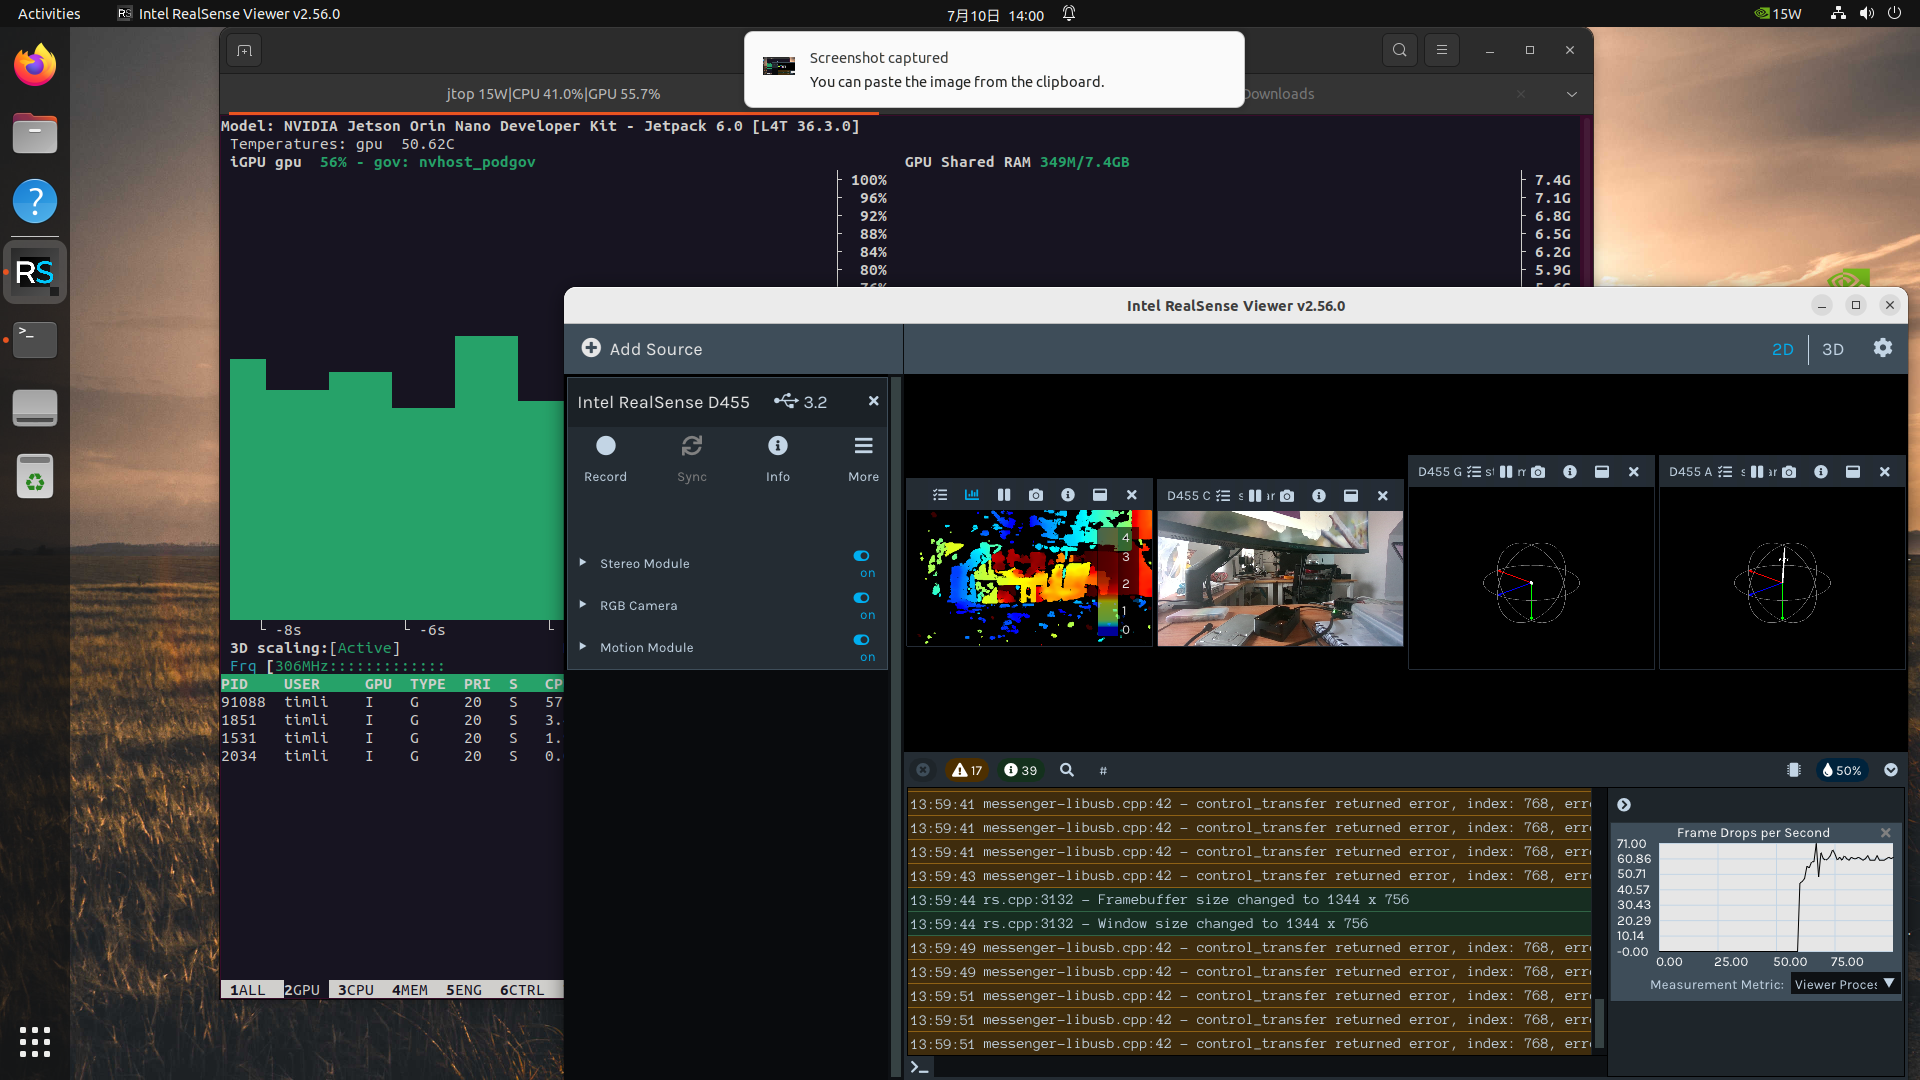 Activities
Intel RealSense Viewer v2.56.0
7月10日 14:00
15W
Screenshot captured
You can paste the image from the clipboard.
jtop 15W|CPU 41.0%|GPU 55.7%
Downloads
Model: NVIDIA Jetson Orin Nano Developer Kit - Jetpack 6.0 [L4T 36.3.0]
Temperatures: gpu 50.62C
iGPU gpu 56% - gov: nvhost_podgov
GPU Shared RAM 349M/7.4GB
100% 7.4G
96% 7.1G
92% 6.8G
88% 6.5G
84% 6.2G
80% 5.9G
-8s -6s
3D scaling:[Active]
Frq [306MHz:::::::::::::
PID USER GPU TYPE PRI S CP
91088 timli I G 20 S 57
1851 timli I G 20 S 3.
1531 timli I G 20 S 1.
2034 timli I G 20 S 0.
1ALL 2GPU 3CPU 4MEM 5ENG 6CTRL
Intel RealSense Viewer v2.56.0
Add Source
2D 3D
Intel RealSense D455 3.2
Record Sync Info More
Stereo Module on
RGB Camera on
Motion Module on
4
3
2
1
0
D455 C
D455 G
D455 A
17 39 #
50%
13:59:41 messenger-libusb.cpp:42 - control_transfer returned error, index: 768, erro
13:59:41 messenger-libusb.cpp:42 - control_transfer returned error, index: 768, erro
13:59:41 messenger-libusb.cpp:42 - control_transfer returned error, index: 768, erro
13:59:43 messenger-libusb.cpp:42 - control_transfer returned error, index: 768, erro
13:59:44 rs.cpp:3132 - Framebuffer size changed to 1344 x 756
13:59:44 rs.cpp:3132 - Window size changed to 1344 x 756
13:59:49 messenger-libusb.cpp:42 - control_transfer returned error, index: 768, erro
13:59:49 messenger-libusb.cpp:42 - control_transfer returned error, index: 768, erro
13:59:51 messenger-libusb.cpp:42 - control_transfer returned error, index: 768, erro
13:59:51 messenger-libusb.cpp:42 - control_transfer returned error, index: 768, erro
13:59:51 messenger-libusb.cpp:42 - control_transfer returned error, index: 768, erro
Frame Drops per Second
71.00
60.86
50.71
40.57
30.43
20.29
10.14
-0.00
0.00 25.00 50.00 75.00
Measurement Metric: Viewer Proces